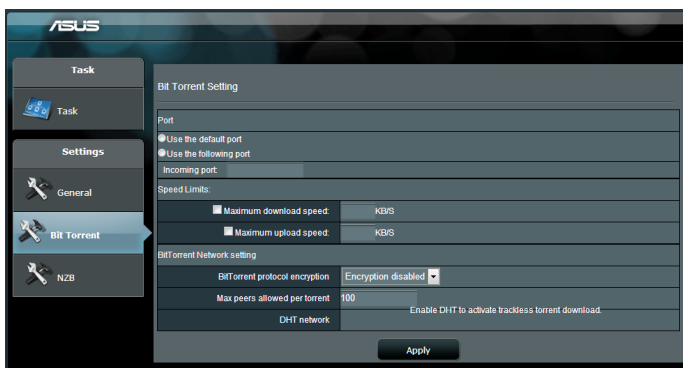 ASUS
Task
Task
Settings
General
Bit Torrent
NZB
Bit Torrent Setting
Port
Use the default port
Use the following port
Incoming port:
Speed Limits:
Maximum download speed: KB/S
Maximum upload speed: KB/S
BitTorrent Network setting
BitTorrent protocol encryption Encryption disabled
Max peers allowed per torrent 100
DHT network Enable DHT to activate trackless torrent download.
Apply